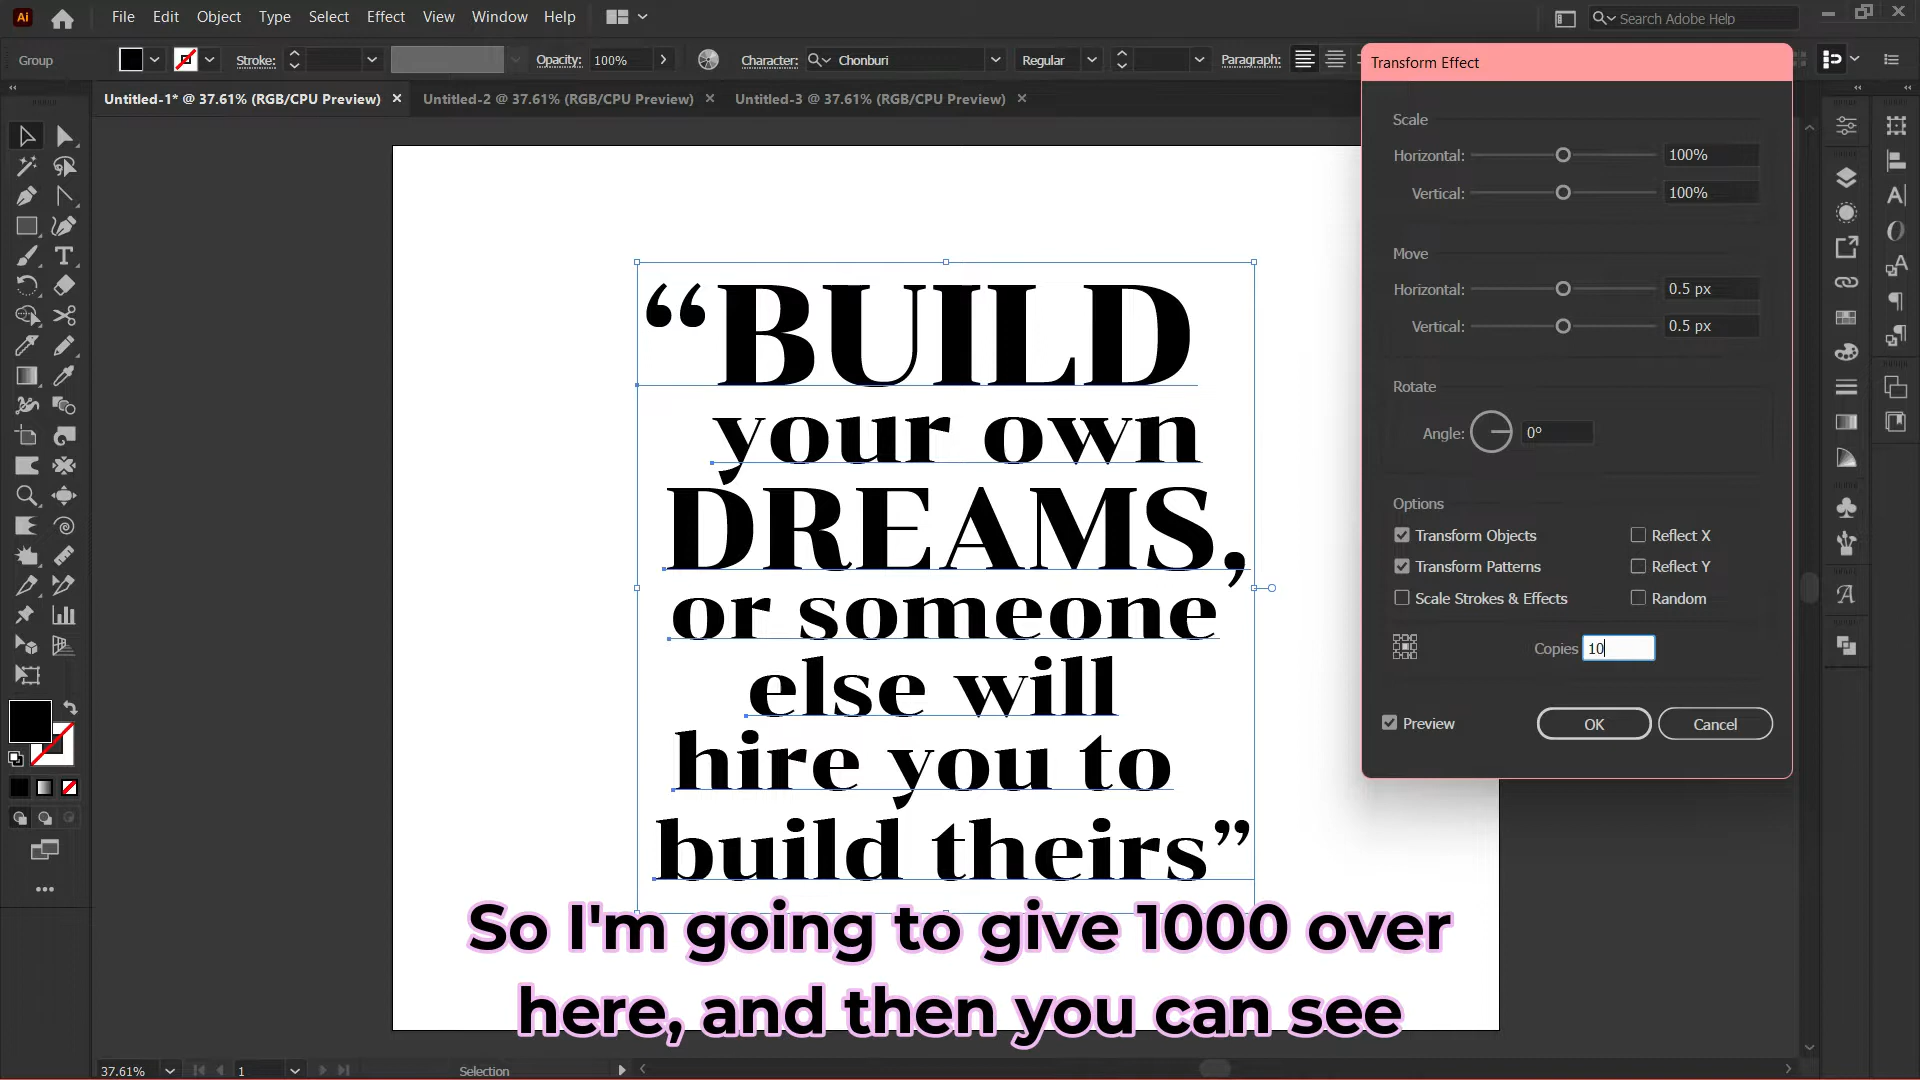 Ai
File Edit Object Type Select Effect View Window Help
Search Adobe Help
Group
Stroke:
Opacity: 100%
Character: Chonburi
Regular
Paragraph:
Untitled-1* @ 37.61% (RGB/CPU Preview) ×
Untitled-2 @ 37.61% (RGB/CPU Preview) ×
Untitled-3 @ 37.61% (RGB/CPU Preview) ×
“BUILD
your own
DREAMS,
or someone
else will
hire you to
build theirs”
Transform Effect
Scale
Horizontal: 100%
Vertical: 100%
Move
Horizontal: 0.5 px
Vertical: 0.5 px
Rotate
Angle: 0°
Options
Transform Objects
Reflect X
Transform Patterns
Reflect Y
Scale Strokes & Effects
Random
Copies 10
Preview
OK
Cancel
So I'm going to give 1000 over
here, and then you can see
37.61%
1
Selection